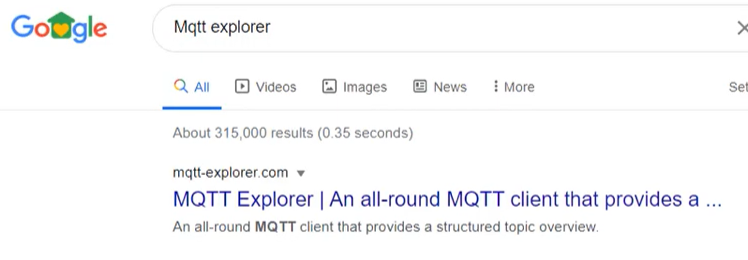 Google
Mqtt explorer
All Videos Images News More Set
About 315,000 results (0.35 seconds)
mqtt-explorer.com
MQTT Explorer | An all-round MQTT client that provides a ...
An all-round MQTT client that provides a structured topic overview.